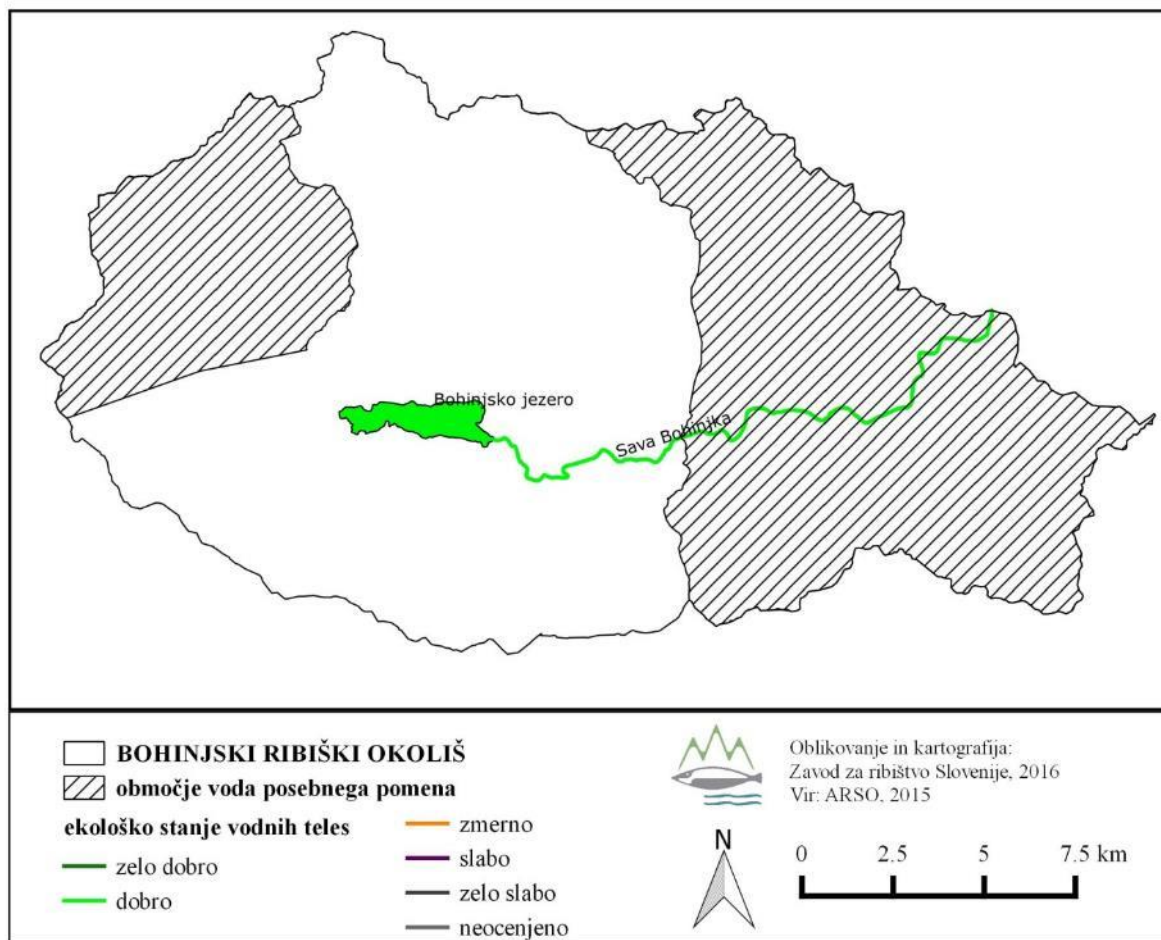 Bohinjsko jezero
Sava Bohinjka
BOHINJSKI RIBIŠKI OKOLIŠ
območje voda posebnega pomena
ekološko stanje vodnih teles
zelo dobro
dobro
zmerno
slabo
zelo slabo
neocenjeno
Oblikovanje in kartografija:
Zavod za ribištvo Slovenije, 2016
Vir: ARSO, 2015
N
0 2.5 5 7.5 km